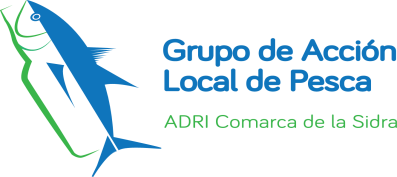 Grupo de Acción
Local de Pesca
ADRI Comarca de la Sidra